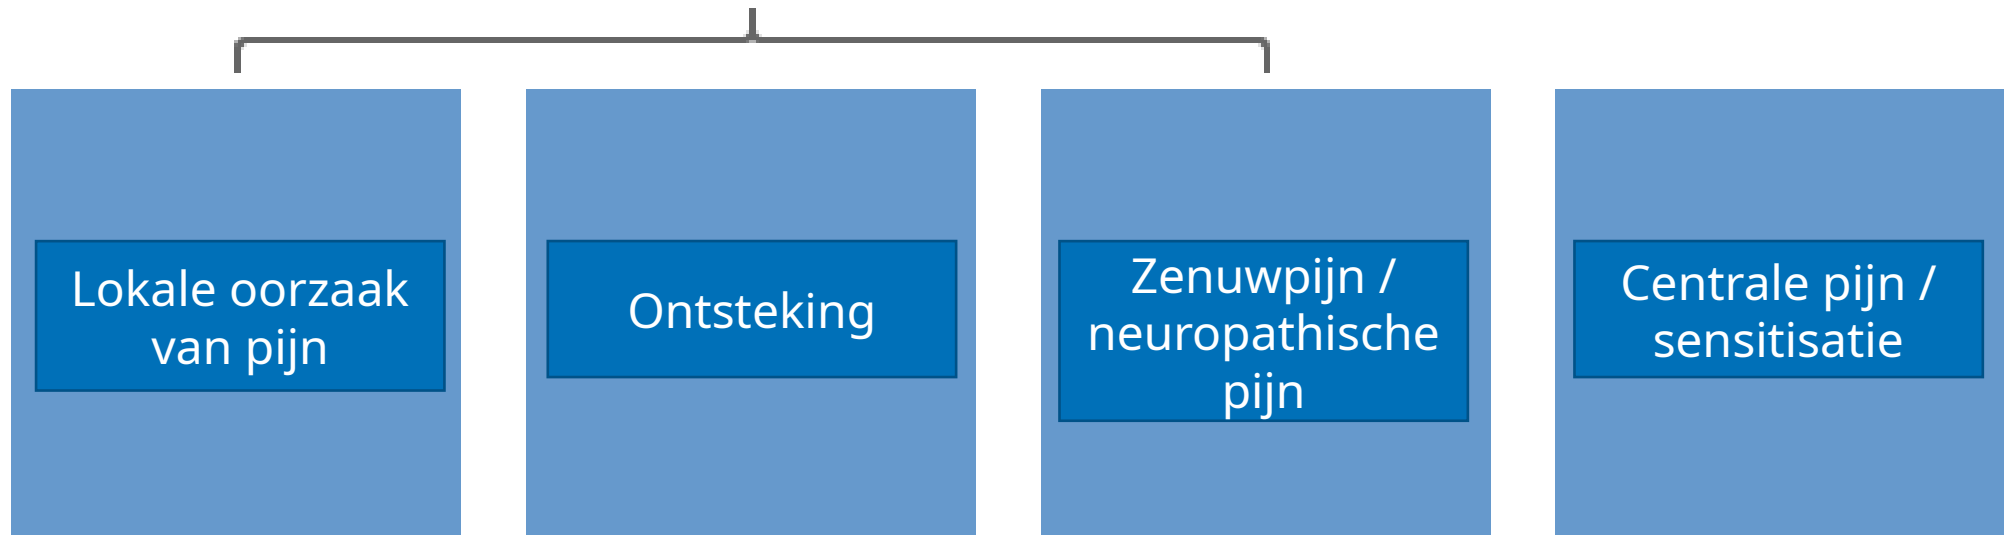 Lokale oorzaak
van pijn
Ontsteking
Zenuwpijn /
neuropathische
pijn
Centrale pijn /
sensitisatie